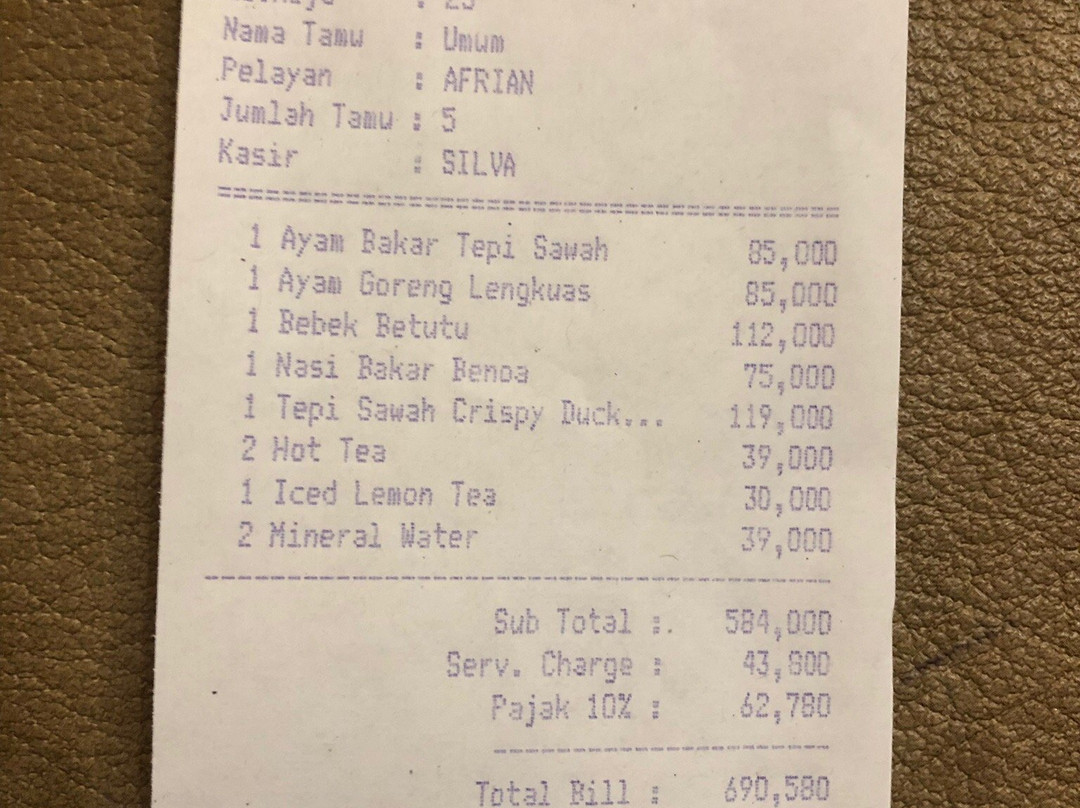 Nama Tamu : Umum
Pelayan : AFRIAN
Jumlah Tamu : 5
Kasir : SILVA
1 Ayam Bakar Tepi Sawah 85,000
1 Ayam Goreng Lengkuas 85,000
1 Bebek Betutu 112,000
1 Nasi Bakar Benoa 75,000
1 Tepi Sawah Crispy Duck... 119,000
2 Hot Tea 39,000
1 Iced Lemon Tea 30,000
2 Mineral Water 39,000
Sub Total : 584,000
Serv. Charge : 43,800
Pajak 10% : 62,780
Total Bill : 690,580